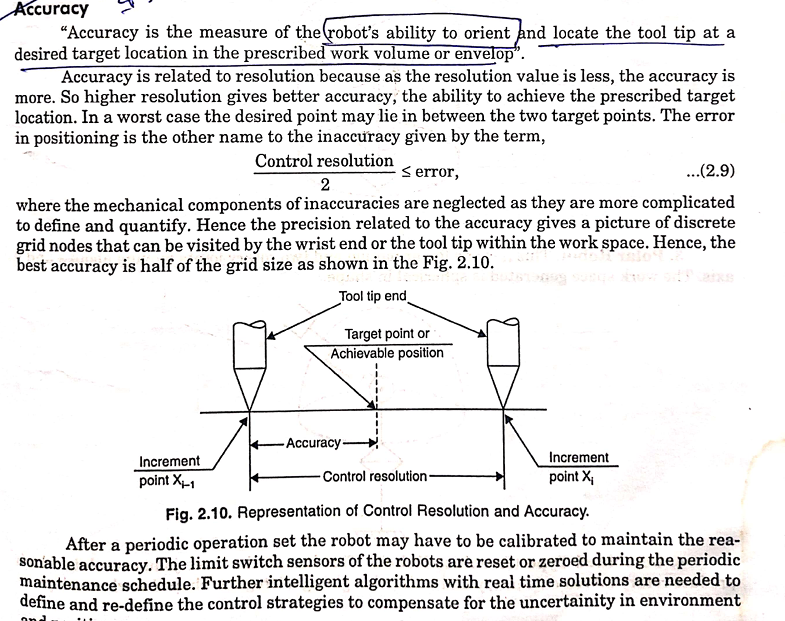 Accuracy
“Accuracy is the measure of the robot’s ability to orient and locate the tool tip at a
desired target location in the prescribed work volume or envelop”.
Accuracy is related to resolution because as the resolution value is less, the accuracy is
more. So higher resolution gives better accuracy, the ability to achieve the prescribed target
location. In a worst case the desired point may lie in between the two target points. The error
in positioning is the other name to the inaccuracy given by the term,
Control resolution
2
≤ error,
...(2.9)
where the mechanical components of inaccuracies are neglected as they are more complicated
to define and quantify. Hence the precision related to the accuracy gives a picture of discrete
grid nodes that can be visited by the wrist end or the tool tip within the work space. Hence, the
best accuracy is half of the grid size as shown in the Fig. 2.10.
Tool tip end
Target point or
Achievable position
Accuracy
Increment
point Xi–1
Control resolution
Increment
point Xi
Fig. 2.10. Representation of Control Resolution and Accuracy.
After a periodic operation set the robot may have to be calibrated to maintain the rea-
sonable accuracy. The limit switch sensors of the robots are reset or zeroed during the periodic
maintenance schedule. Further intelligent algorithms with real time solutions are needed to
define and re-define the control strategies to compensate for the uncertainity in environment